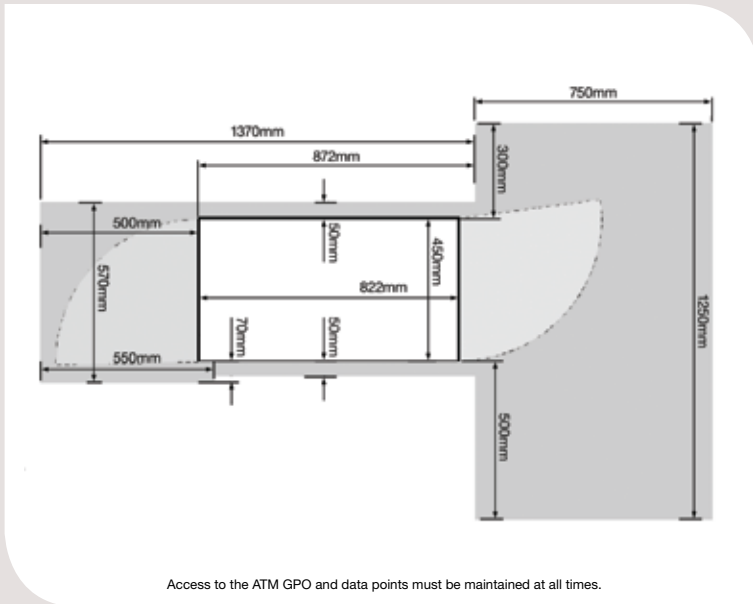 750mm
1370mm
872mm
300mm
500mm
50mm
450mm
570mm
822mm
1250mm
70mm
50mm
550mm
500mm
Access to the ATM GPO and data points must be maintained at all times.